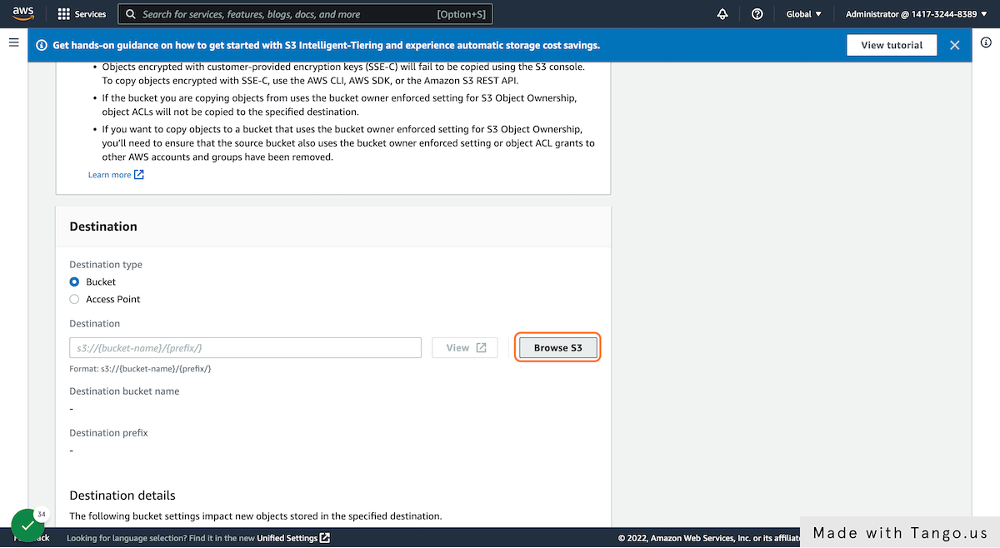 aws
Services
Search for services, features, blogs, docs, and more [Option+S]
Global
Administrator @ 1417-3244-8389
Get hands-on guidance on how to get started with S3 Intelligent-Tiering and experience automatic storage cost savings.
View tutorial
• Objects encrypted with customer-provided encryption keys (SSE-C) will fail to be copied using the S3 console.
To copy objects encrypted with SSE-C, use the AWS CLI, AWS SDK, or the Amazon S3 REST API.
• If the bucket you are copying objects from uses the bucket owner enforced setting for S3 Object Ownership,
object ACLs will not be copied to the specified destination.
• If you want to copy objects to a bucket that uses the bucket owner enforced setting for S3 Object Ownership,
you'll need to ensure that the source bucket also uses the bucket owner enforced setting or object ACL grants to
other AWS accounts and groups have been removed.
Learn more
Destination
Destination type
Bucket
Access Point
Destination
s3://{bucket-name}/{prefix/}
View
Browse S3
Format: s3://{bucket-name}/{prefix/}
Destination bucket name
-
Destination prefix
-
Destination details
The following bucket settings impact new objects stored in the specified destination.
34
Looking for language selection? Find it in the new Unified Settings
© 2022, Amazon Web Services, Inc. or its affiliate
Made with Tango.us